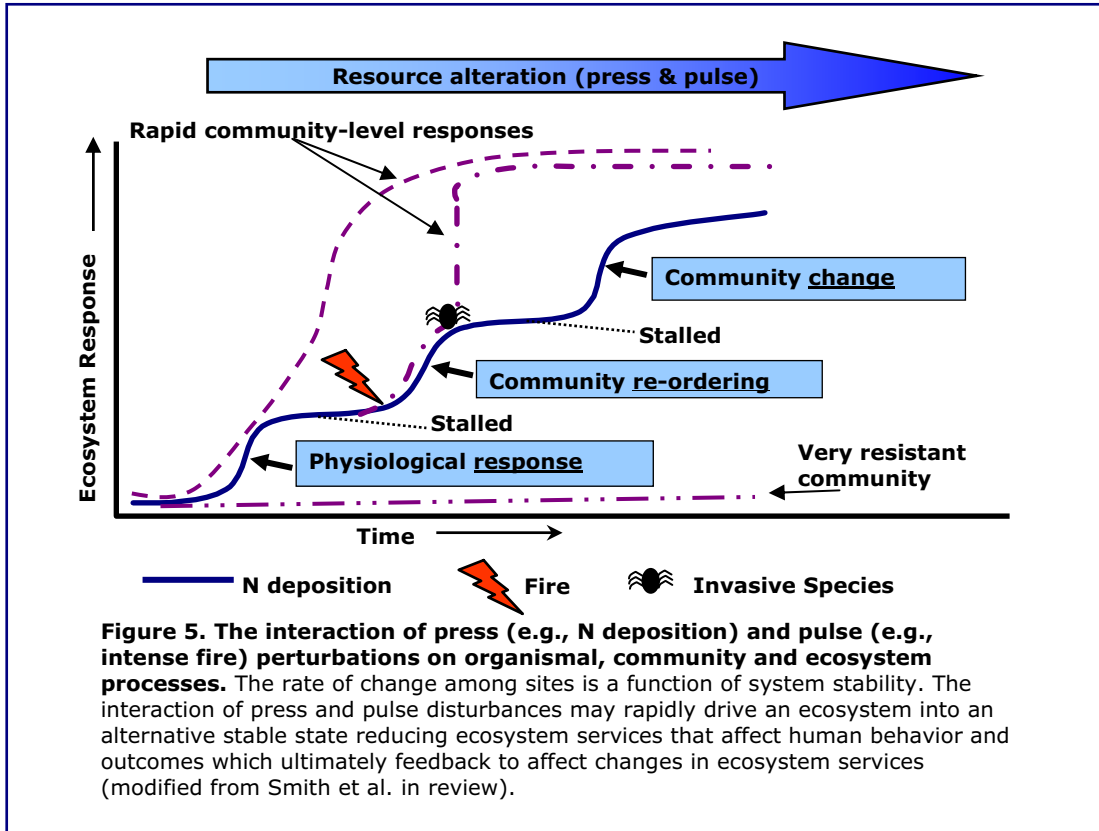 Resource alteration (press & pulse)
Rapid community-level responses
Ecosystem Response
Community change
Stalled
Community re-ordering
Stalled
Physiological response
Very resistant
community
Time
N deposition
Fire
Invasive Species
Figure 5. The interaction of press (e.g., N deposition) and pulse (e.g.,
intense fire) perturbations on organismal, community and ecosystem
processes. The rate of change among sites is a function of system stability. The
interaction of press and pulse disturbances may rapidly drive an ecosystem into an
alternative stable state reducing ecosystem services that affect human behavior and
outcomes which ultimately feedback to affect changes in ecosystem services
(modified from Smith et al. in review).